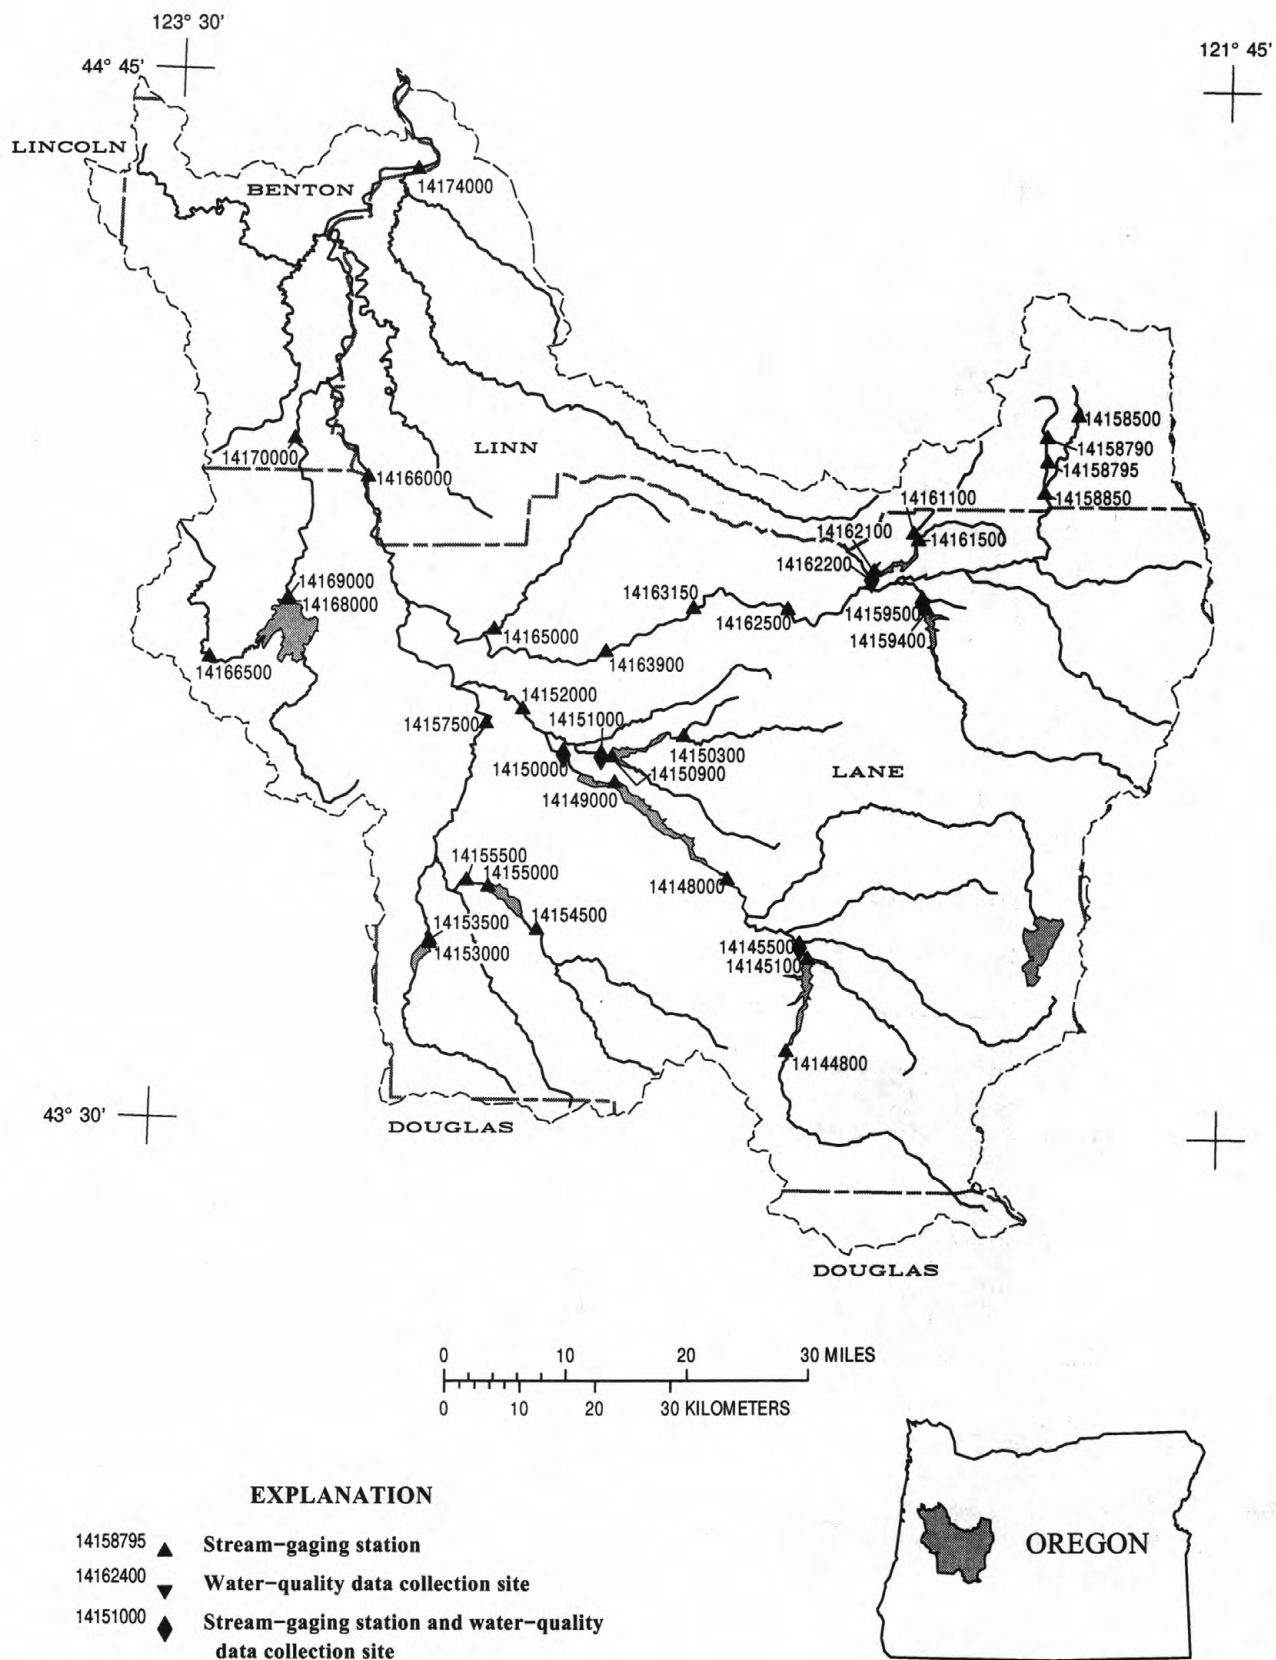 123° 30'
44° 45'
121° 45'
LINCOLN
BENTON
14174000
LINN
14170000
14166000
14158500
14158790
14158795
14158850
14161100
14162100
14161500
14162200
14169000
14168000
14163150
14159500
14162500
14159400
14165000
14163900
14166500
14152000
14151000
14157500
14150300
14150000
14150900
LANE
14149000
14155500
14155000
14148000
14154500
14153500
14153000
14145500
14145100
14144800
43° 30'
DOUGLAS
DOUGLAS
0 10 20 30 MILES
0 10 20 30 KILOMETERS
EXPLANATION
14158795 Stream-gaging station
14162400 Water-quality data collection site
14151000 Stream-gaging station and water-quality
data collection site
OREGON